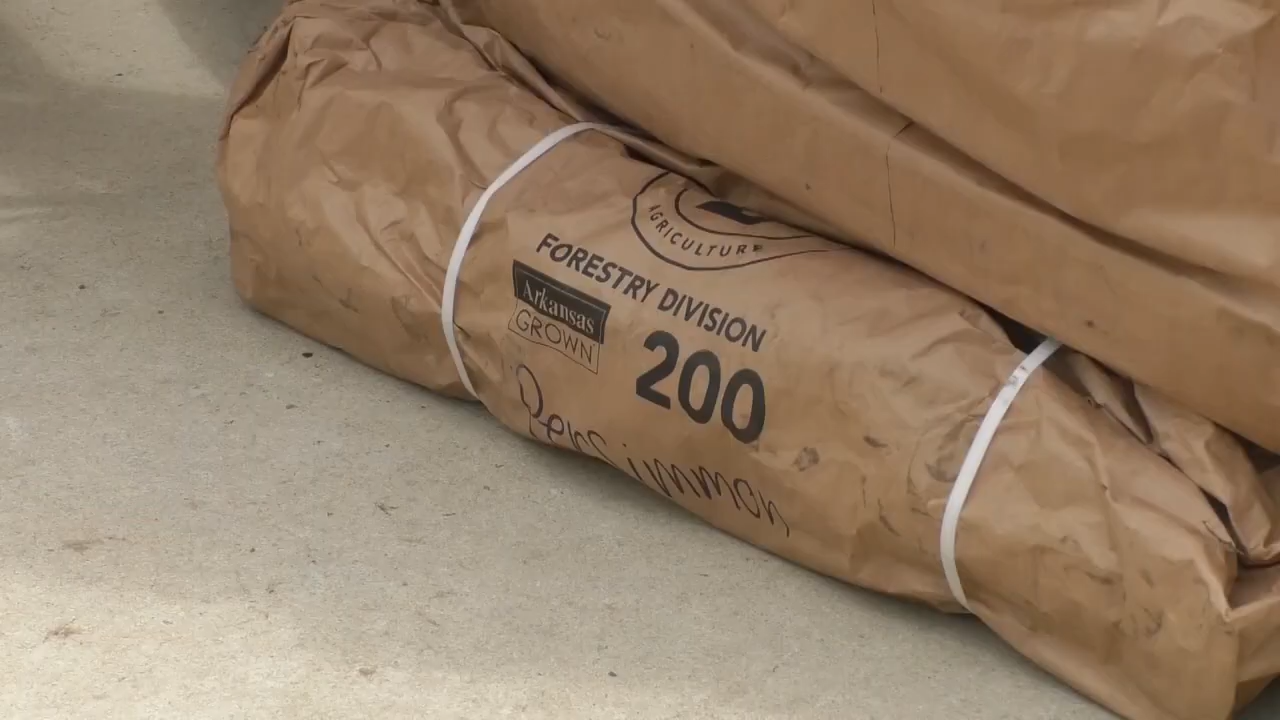 AGRICULTURE
FORESTRY DIVISION
Arkansas
GROWN
200
Persimmon